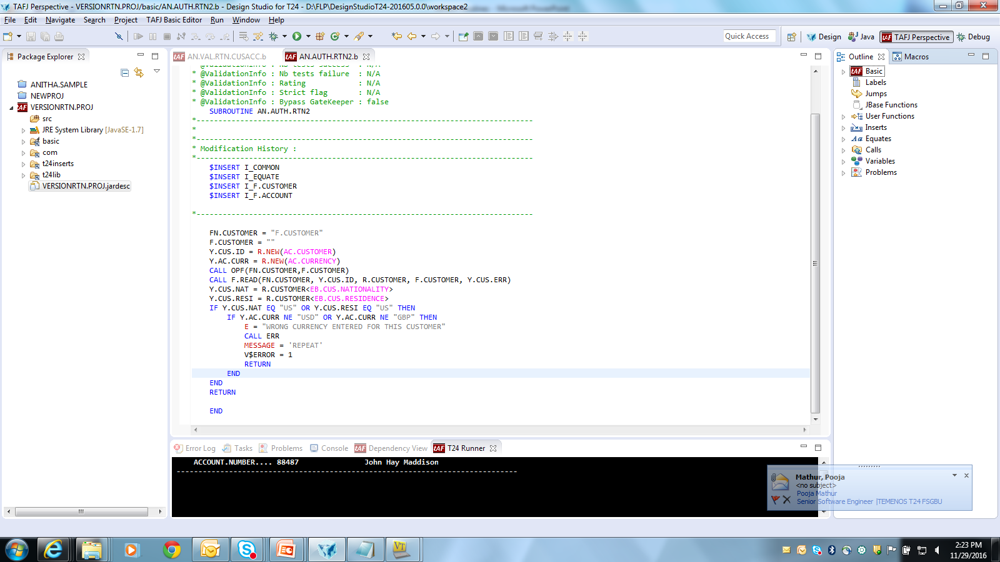 TAFJ Perspective - VERSIONRTN.PROJ/basic/AN.AUTH.RTN2.b - Design Studio for T24 - D:\FLP\DesignStudioT24-201605.0.0\workspace2
File Edit Navigate Search Project TAFJ Basic Editor Run Window Help
Quick Access Design Java TAFJ Perspective Debug
Package Explorer
ANITHA.SAMPLE
NEWPROJ
VERSIONRTN.PROJ
src
JRE System Library [JavaSE-1.7]
basic
com
t24inserts
t24lib
VERSIONRTN.PROJ.jardesc
AN.VAL.RTN.CUSACC.b AN.AUTH.RTN2.b
* @ValidationInfo : Nb tests success : N/A
* @ValidationInfo : Nb tests failure : N/A
* @ValidationInfo : Rating : N/A
* @ValidationInfo : Strict flag : N/A
* @ValidationInfo : Bypass GateKeeper : false
SUBROUTINE AN.AUTH.RTN2
*-----------------------------------------------------------------------------
*
*-----------------------------------------------------------------------------
* Modification History :
*-----------------------------------------------------------------------------
$INSERT I_COMMON
$INSERT I_EQUATE
$INSERT I_F.CUSTOMER
$INSERT I_F.ACCOUNT
*-----------------------------------------------------------------------------
FN.CUSTOMER = "F.CUSTOMER"
F.CUSTOMER = ""
Y.CUS.ID = R.NEW(AC.CUSTOMER)
Y.AC.CURR = R.NEW(AC.CURRENCY)
CALL OPF(FN.CUSTOMER,F.CUSTOMER)
CALL F.READ(FN.CUSTOMER, Y.CUS.ID, R.CUSTOMER, F.CUSTOMER, Y.CUS.ERR)
Y.CUS.NAT = R.CUSTOMER<EB.CUS.NATIONALITY>
Y.CUS.RESI = R.CUSTOMER<EB.CUS.RESIDENCE>
IF Y.CUS.NAT EQ "US" OR Y.CUS.RESI EQ "US" THEN
IF Y.AC.CURR NE "USD" OR Y.AC.CURR NE "GBP" THEN
E = "WRONG CURRENCY ENTERED FOR THIS CUSTOMER"
CALL ERR
MESSAGE = 'REPEAT'
V$ERROR = 1
RETURN
END
END
RETURN
END
Outline Macros
Basic
Labels
Jumps
JBase Functions
User Functions
Inserts
Equates
Calls
Variables
Problems
Error Log Tasks Problems Console Dependency View T24 Runner
ACCOUNT.NUMBER.... 88487 John Hay Maddison
------------------------------------------------------------------------------
Mathur, Pooja
<no subject>
Pooja Mathur
Senior Software Engineer |TEMENOS T24 FSGBU
2:23 PM
11/29/2016